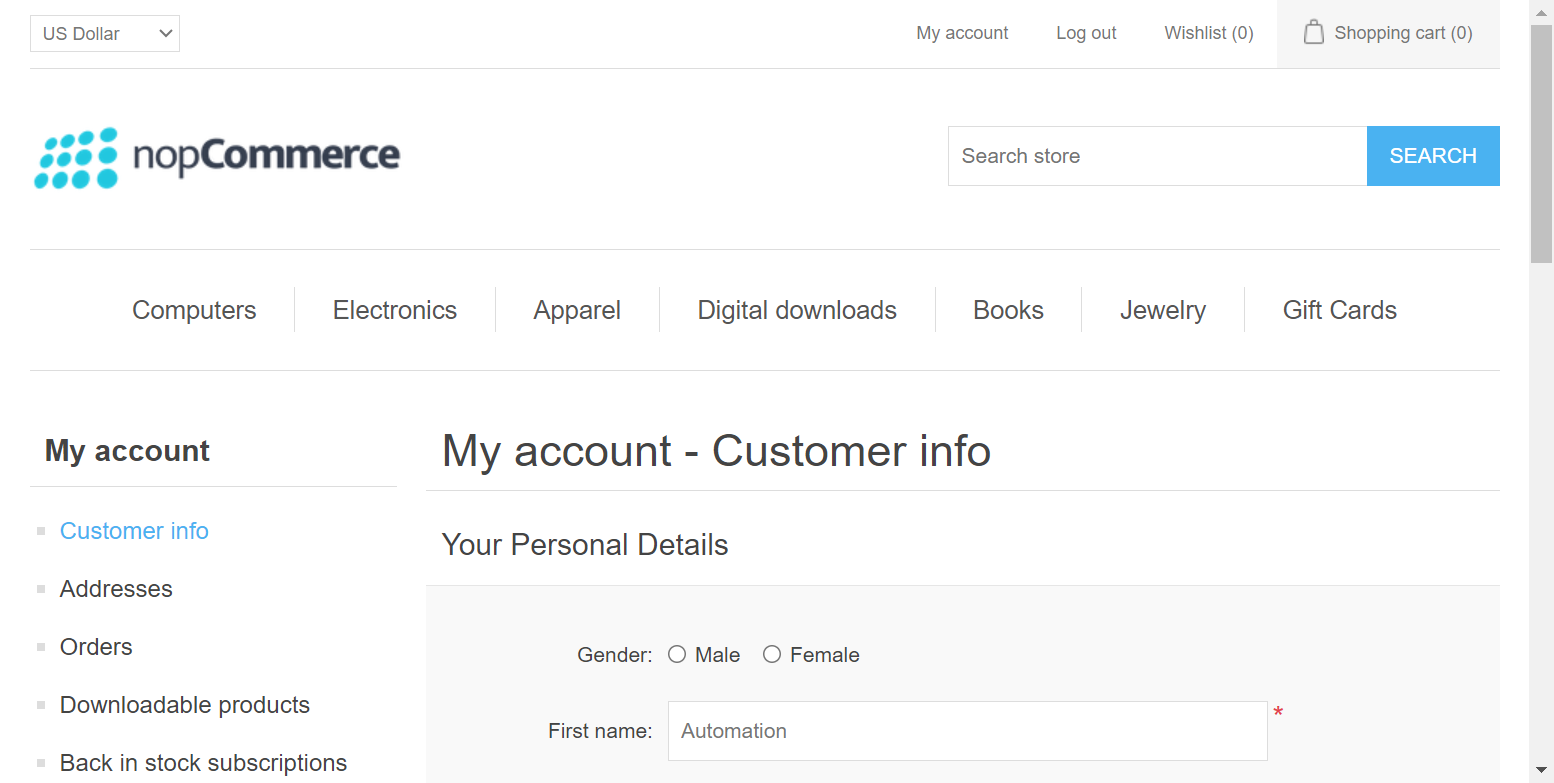 US Dollar
My account
Log out
Wishlist (0)
Shopping cart (0)
nopCommerce
Search store
SEARCH
Computers
Electronics
Apparel
Digital downloads
Books
Jewelry
Gift Cards
My account
Customer info
Addresses
Orders
Downloadable products
Back in stock subscriptions
My account - Customer info
Your Personal Details
Gender: Male Female
First name: Automation *